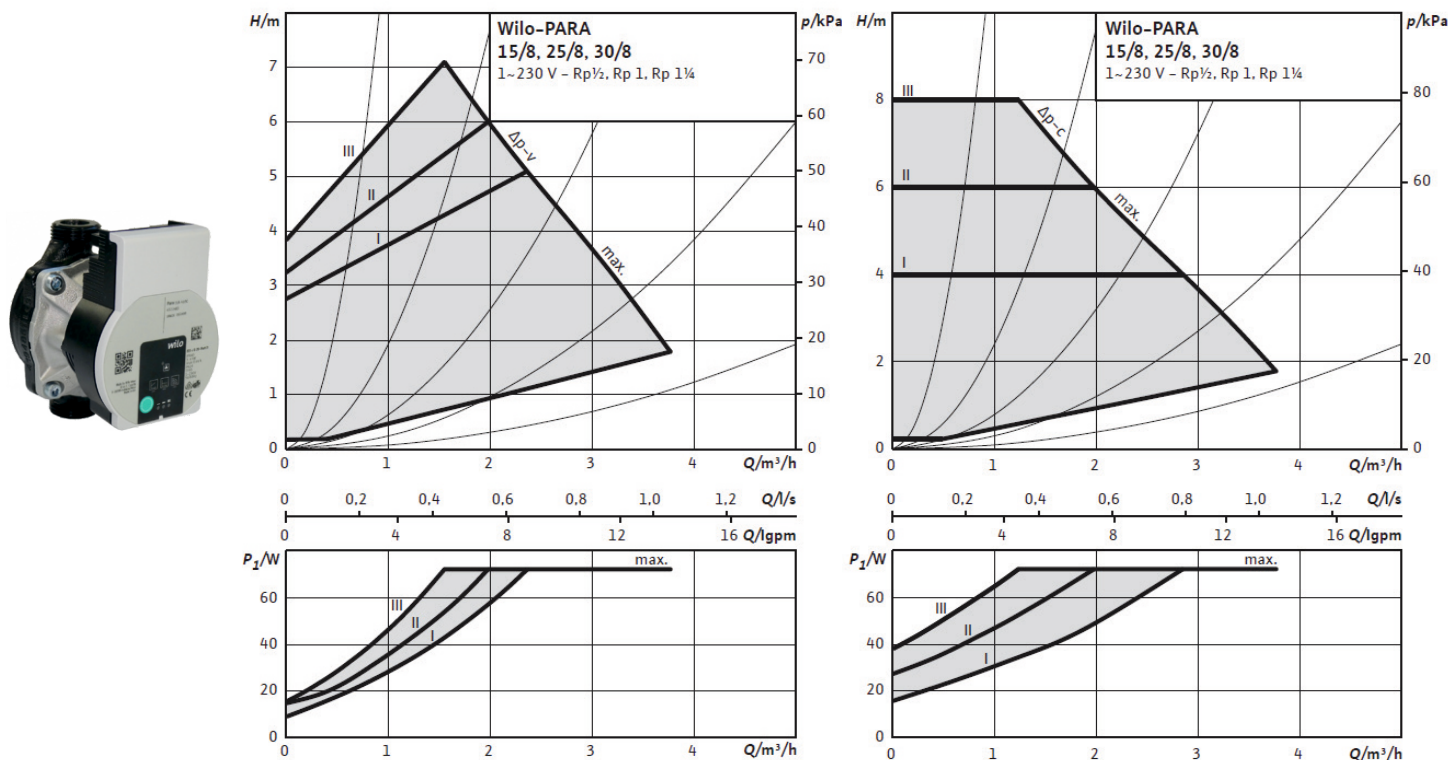 H/m
p/kPa
Wilo-PARA
15/8, 25/8, 30/8
1~230 V - Rp½, Rp 1, Rp 1¼
7
6
5
4
3
2
1
0
70
60
50
40
30
20
10
0
III
II
I
Δp-v
max.
0 1 2 3 4 Q/m³/h
0 0,2 0,4 0,6 0,8 1,0 1,2 Q/l/s
0 4 8 12 16 Q/Igpm
P₁/W
60
40
20
0
III
II
I
max.
0 1 2 3 4 Q/m³/h
H/m
p/kPa
Wilo-PARA
15/8, 25/8, 30/8
1~230 V - Rp½, Rp 1, Rp 1¼
8
6
4
2
0
80
60
40
20
0
III
II
I
Δp-c
max.
0 1 2 3 4 Q/m³/h
0 0,2 0,4 0,6 0,8 1,0 1,2 Q/l/s
0 4 8 12 16 Q/Igpm
P₁/W
60
40
20
0
III
II
I
max.
0 1 2 3 4 Q/m³/h
wilo